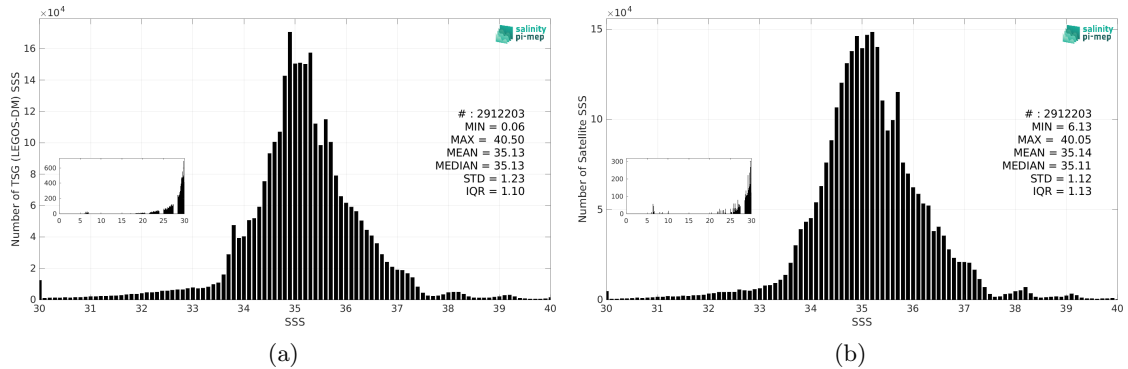 ×10⁴
salinity
pi-mep
16
14
12
10
8
6
4
2
0
Number of TSG (LEGOS-DM) SSS
# : 2912203
MIN = 0.06
MAX = 40.50
MEAN = 35.13
MEDIAN = 35.13
STD = 1.23
IQR = 1.10
600
400
200
0
0 5 10 15 20 25 30
30 31 32 33 34 35 36 37 38 39 40
SSS
(a)
×10⁴
salinity
pi-mep
15
10
5
0
Number of Satellite SSS
# : 2912203
MIN = 6.13
MAX = 40.05
MEAN = 35.14
MEDIAN = 35.11
STD = 1.12
IQR = 1.13
300
200
100
0
0 5 10 15 20 25 30
30 31 32 33 34 35 36 37 38 39 40
SSS
(b)